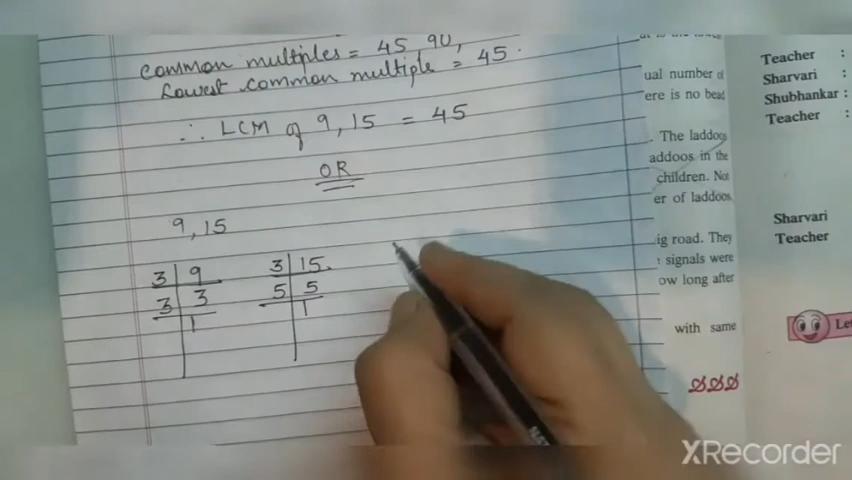 common multiples = 45, 90,
Lowest common multiple = 45.
∴ LCM of 9, 15 = 45
OR
9, 15
3 | 9
3 | 3
1
3 | 15
5 | 5
1
ual number of
ere is no bead
. The laddoos
addoos in the
children. Not
er of laddoos
ig road. They
signals were
ow long after
with same
Teacher :
Sharvari :
Shubhankar :
Teacher :
Sharvari
Teacher
Le
XRecorder